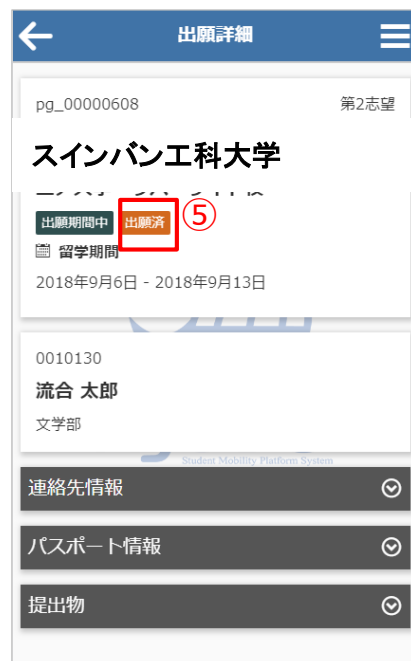 出願詳細
pg_00000608
第2志望
スインバン工科大学
出願期間中
出願済
⑤
留学期間
2018年9月6日 - 2018年9月13日
0010130
流合 太郎
文学部
Student Mobility Platform System
連絡先情報
パスポート情報
提出物